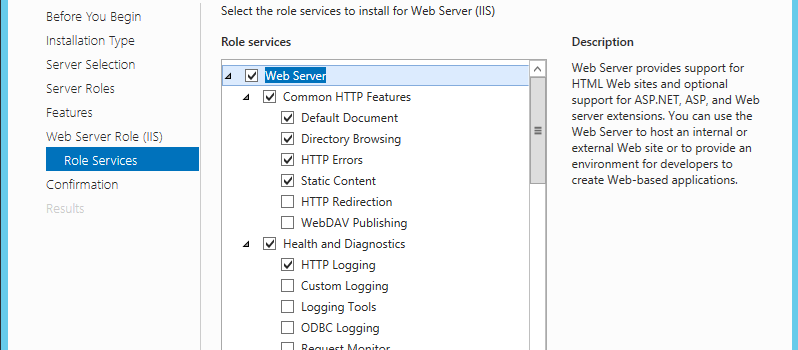 Select the role services to install for Web Server (IIS)
Before You Begin
Installation Type
Server Selection
Server Roles
Features
Web Server Role (IIS)
Role Services
Confirmation
Results
Role services
Web Server
Common HTTP Features
Default Document
Directory Browsing
HTTP Errors
Static Content
HTTP Redirection
WebDAV Publishing
Health and Diagnostics
HTTP Logging
Custom Logging
Logging Tools
ODBC Logging
Request Monitor
Description
Web Server provides support for
HTML Web sites and optional
support for ASP.NET, ASP, and Web
server extensions. You can use the
Web Server to host an internal or
external Web site or to provide an
environment for developers to
create Web-based applications.